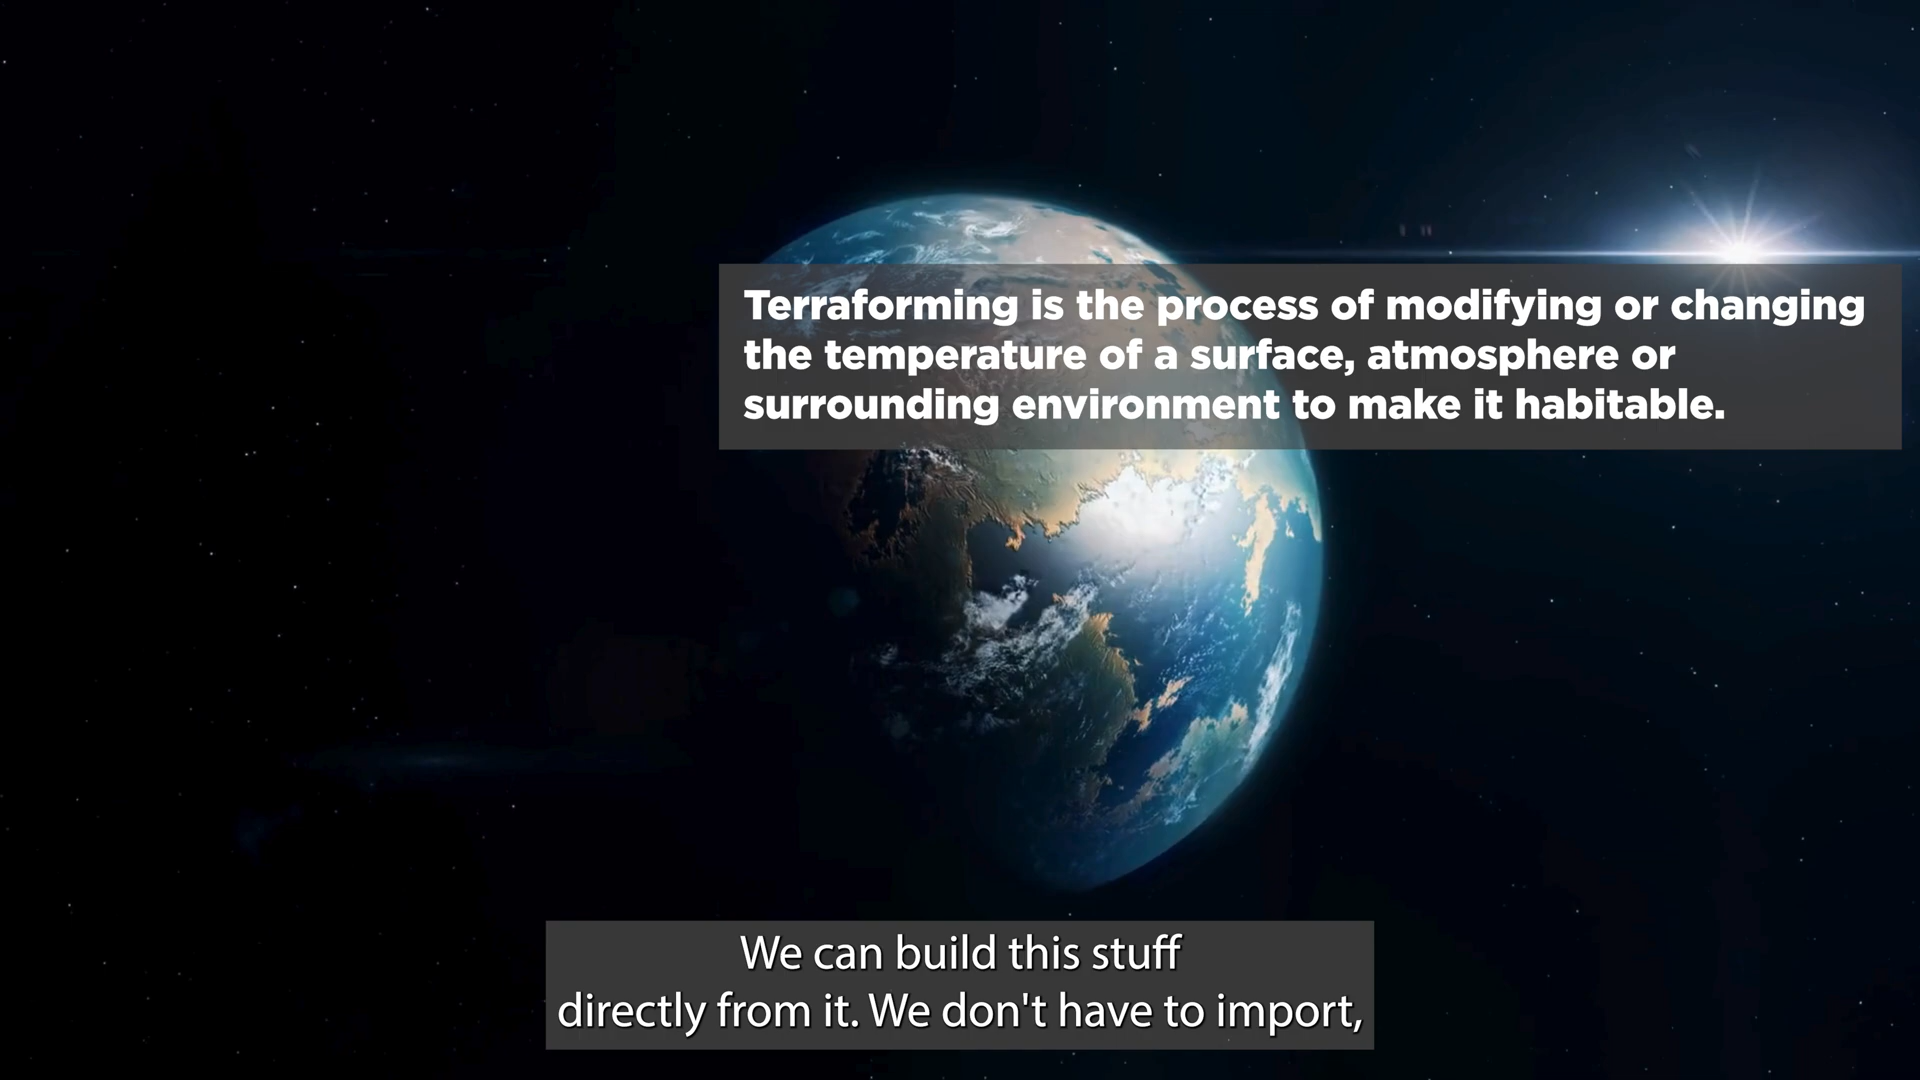 Terraforming is the process of modifying or changing
the temperature of a surface, atmosphere or
surrounding environment to make it habitable.
We can build this stuff
directly from it. We don't have to import,